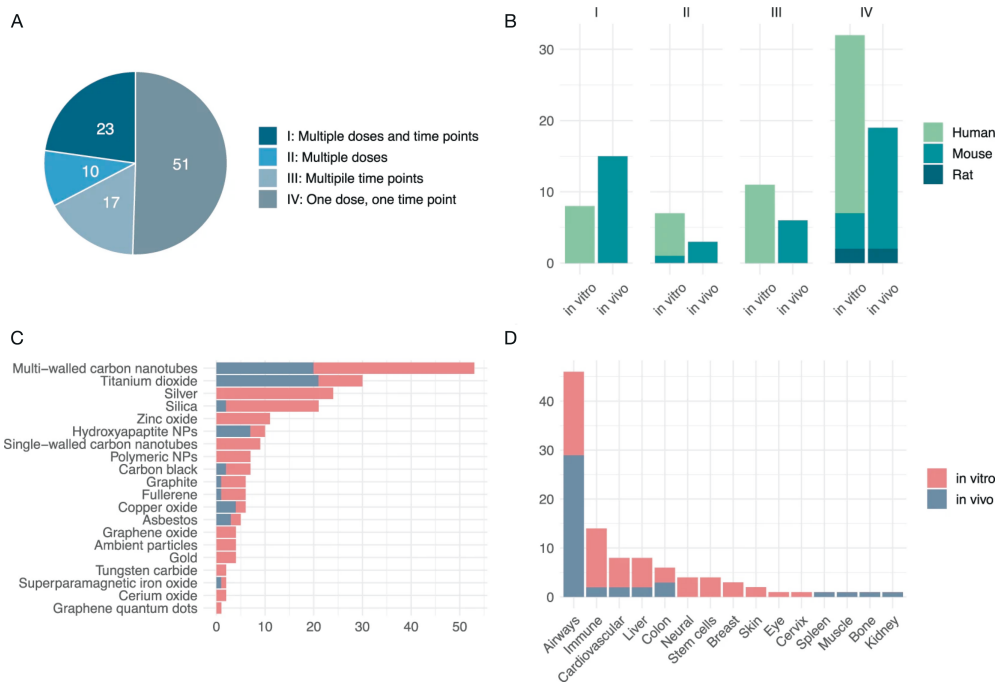 A
23
10
17
51
I: Multiple doses and time points
II: Multiple doses
III: Multipile time points
IV: One dose, one time point
B
I
II
III
IV
30
20
10
0
in vitro
in vivo
in vitro
in vivo
in vitro
in vivo
in vitro
in vivo
Human
Mouse
Rat
C
Multi−walled carbon nanotubes
Titanium dioxide
Silver
Silica
Zinc oxide
Hydroxyapaptite NPs
Single−walled carbon nanotubes
Polymeric NPs
Carbon black
Graphite
Fullerene
Copper oxide
Asbestos
Graphene oxide
Ambient particles
Gold
Tungsten carbide
Superparamagnetic iron oxide
Cerium oxide
Graphene quantum dots
0
10
20
30
40
50
D
40
30
20
10
0
Airways
Immune
Cardiovascular
Liver
Colon
Neural
Stem cells
Breast
Skin
Eye
Cervix
Spleen
Muscle
Bone
Kidney
in vitro
in vivo